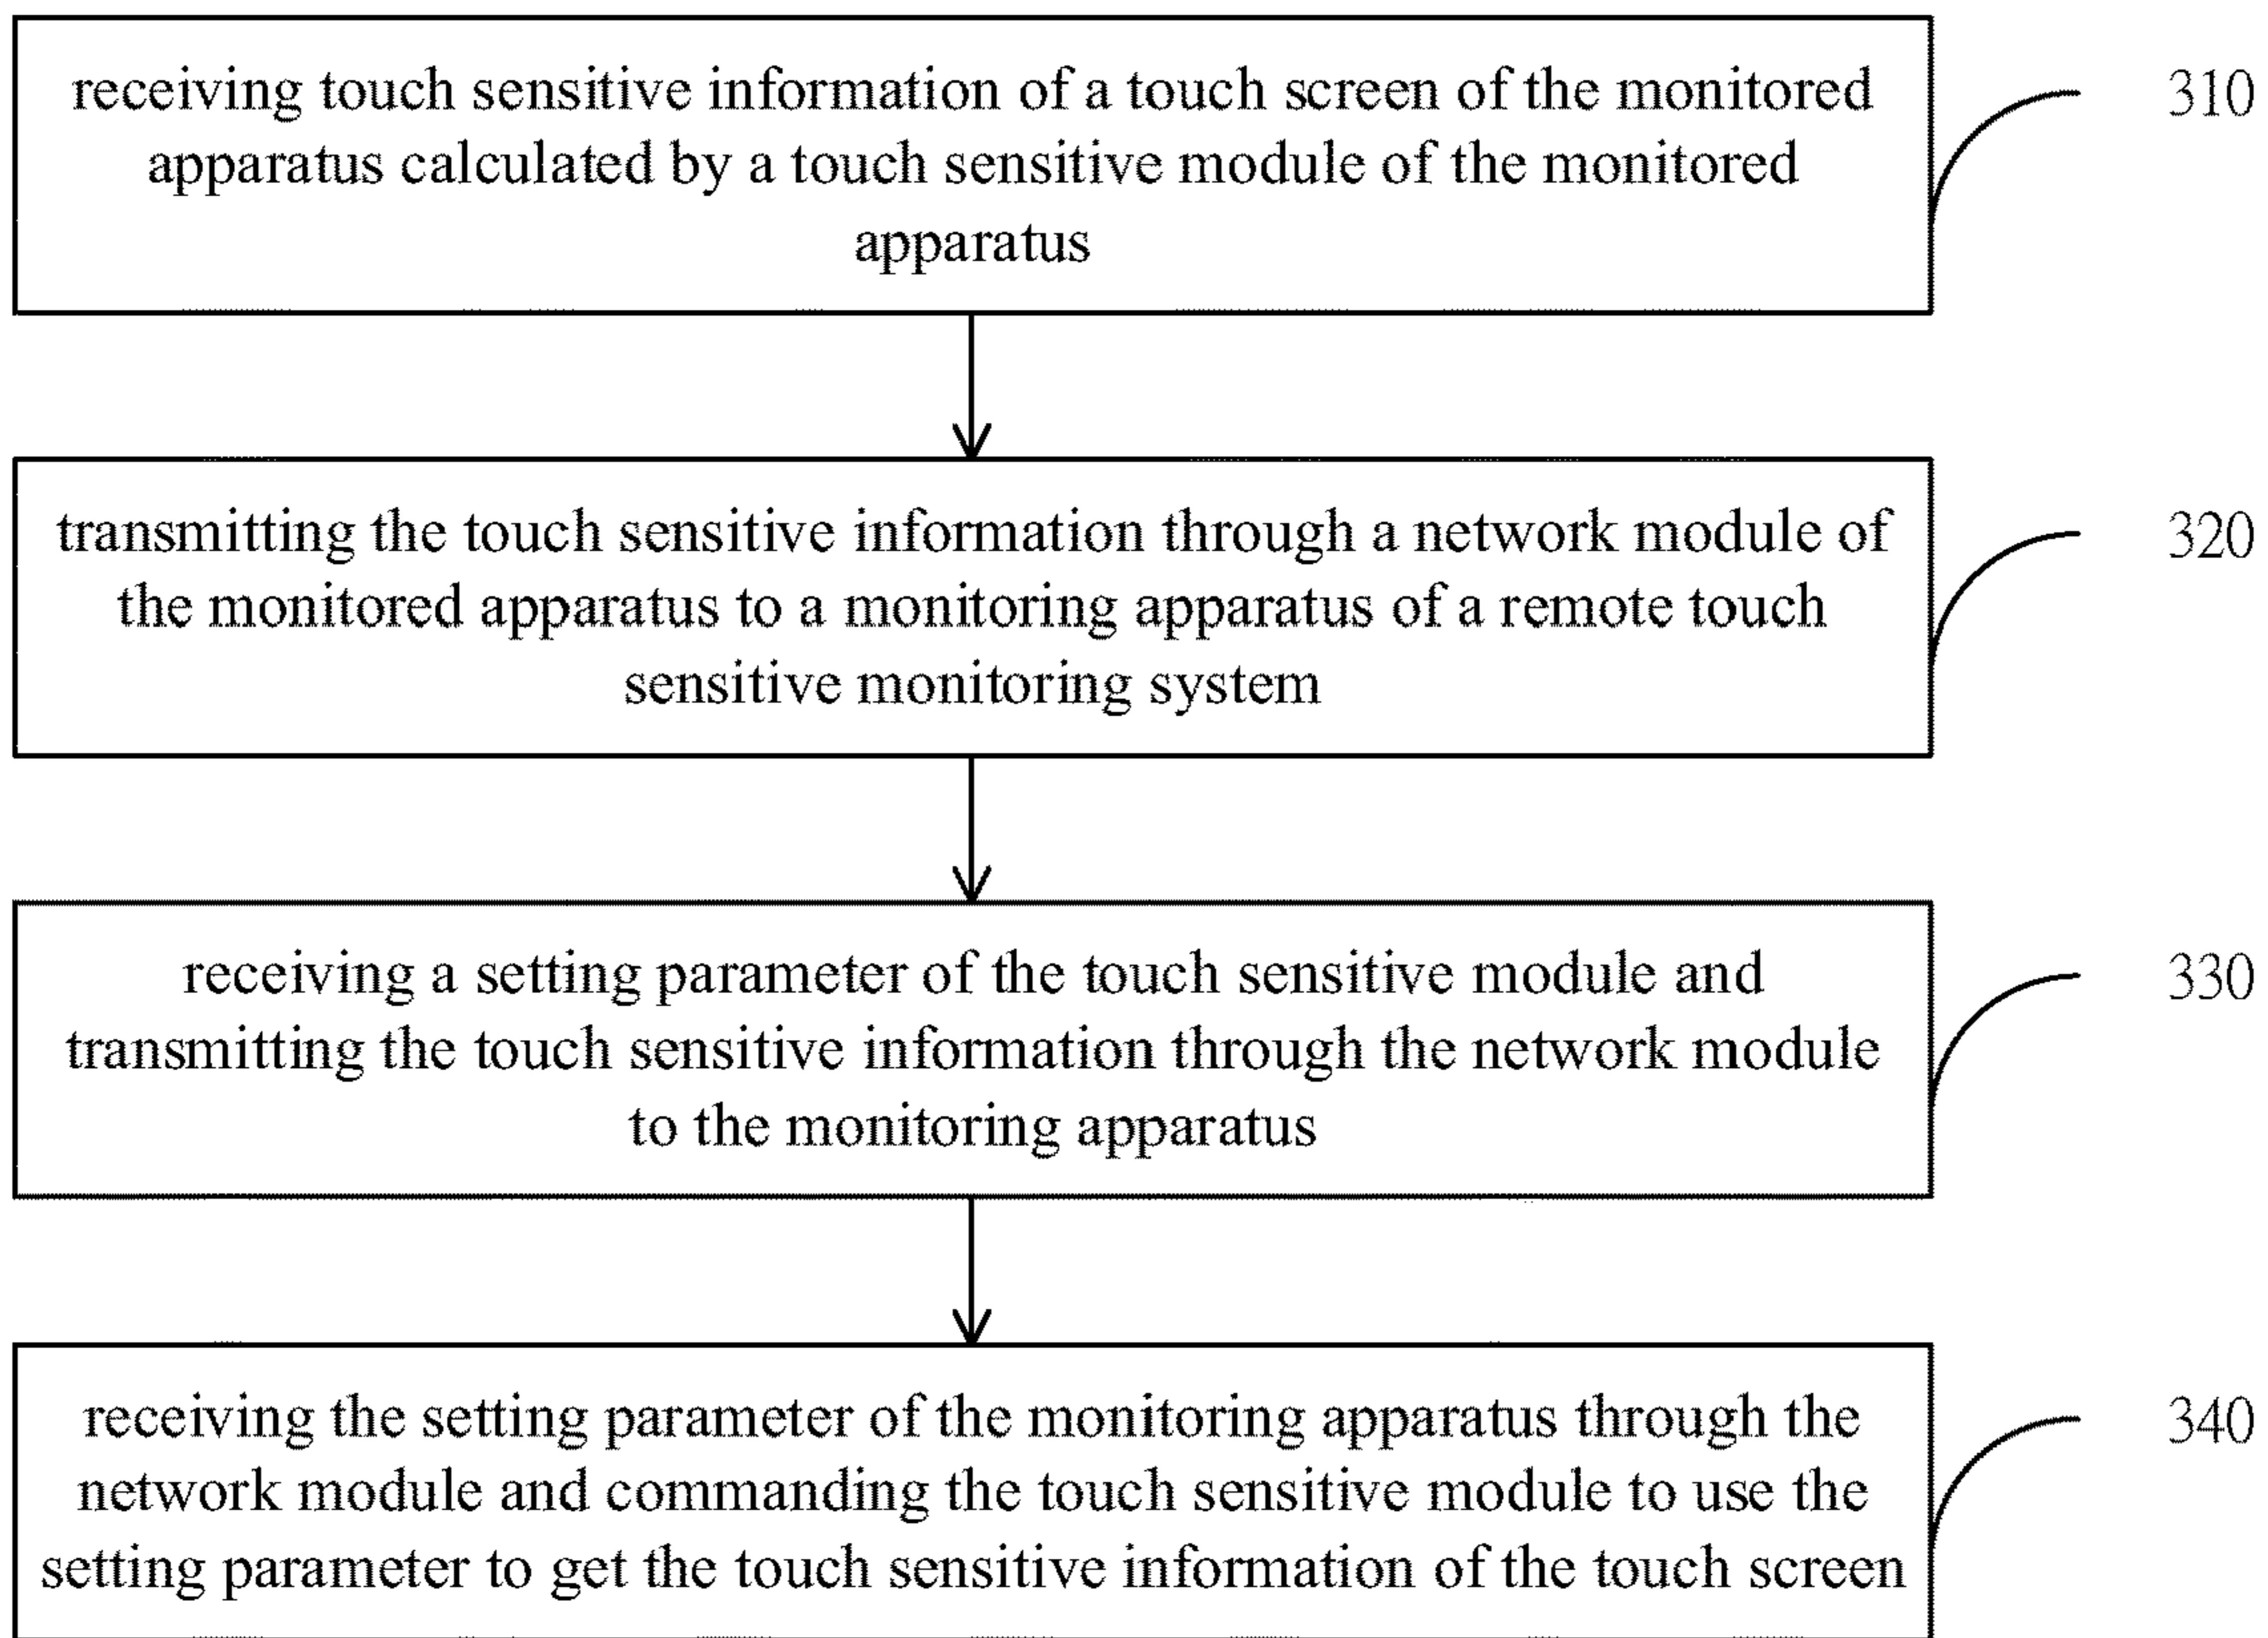 receiving touch sensitive information of a touch screen of the monitored
apparatus calculated by a touch sensitive module of the monitored
apparatus
310
transmitting the touch sensitive information through a network module of
the monitored apparatus to a monitoring apparatus of a remote touch
sensitive monitoring system
320
receiving a setting parameter of the touch sensitive module and
transmitting the touch sensitive information through the network module
to the monitoring apparatus
330
receiving the setting parameter of the monitoring apparatus through the
network module and commanding the touch sensitive module to use the
setting parameter to get the touch sensitive information of the touch screen
340